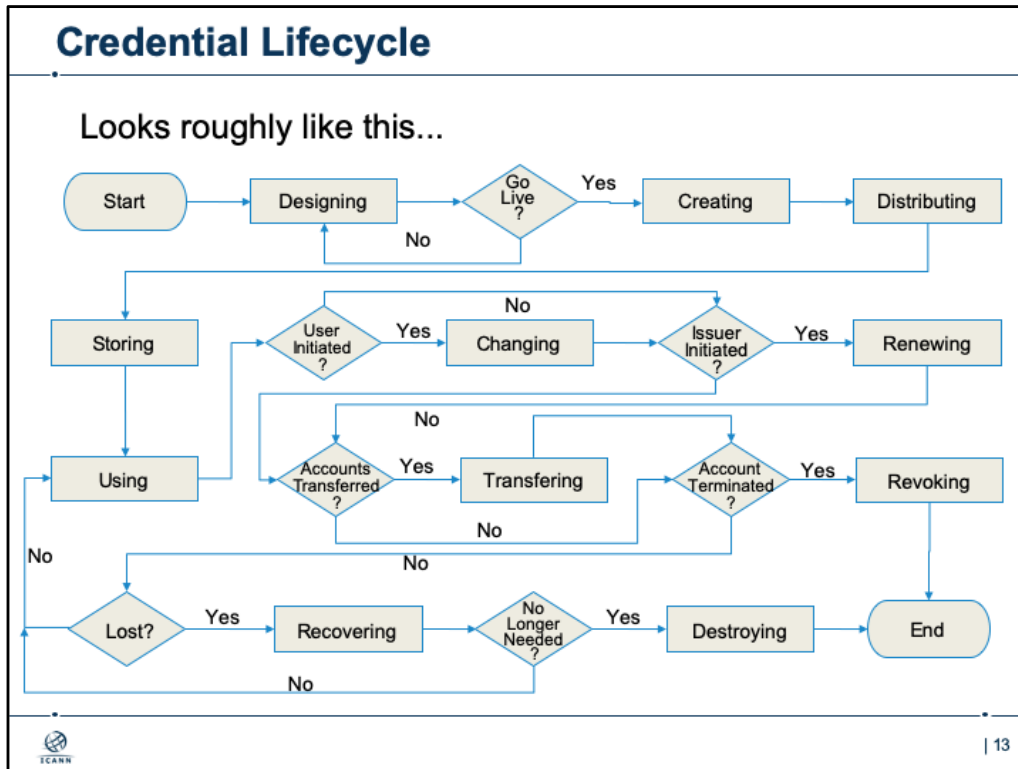 Credential Lifecycle
Looks roughly like this...
Start
Designing
Go
Live
?
Yes
Creating
Distributing
No
Storing
User
Initiated
?
Yes
No
Changing
Issuer
Initiated
?
Yes
Renewing
No
Using
Accounts
Transferred
?
Yes
Transfering
Account
Terminated
?
Yes
Revoking
No
No
No
Lost?
Yes
Recovering
No
Longer
Needed
?
Yes
Destroying
End
No
ICANN
| 13